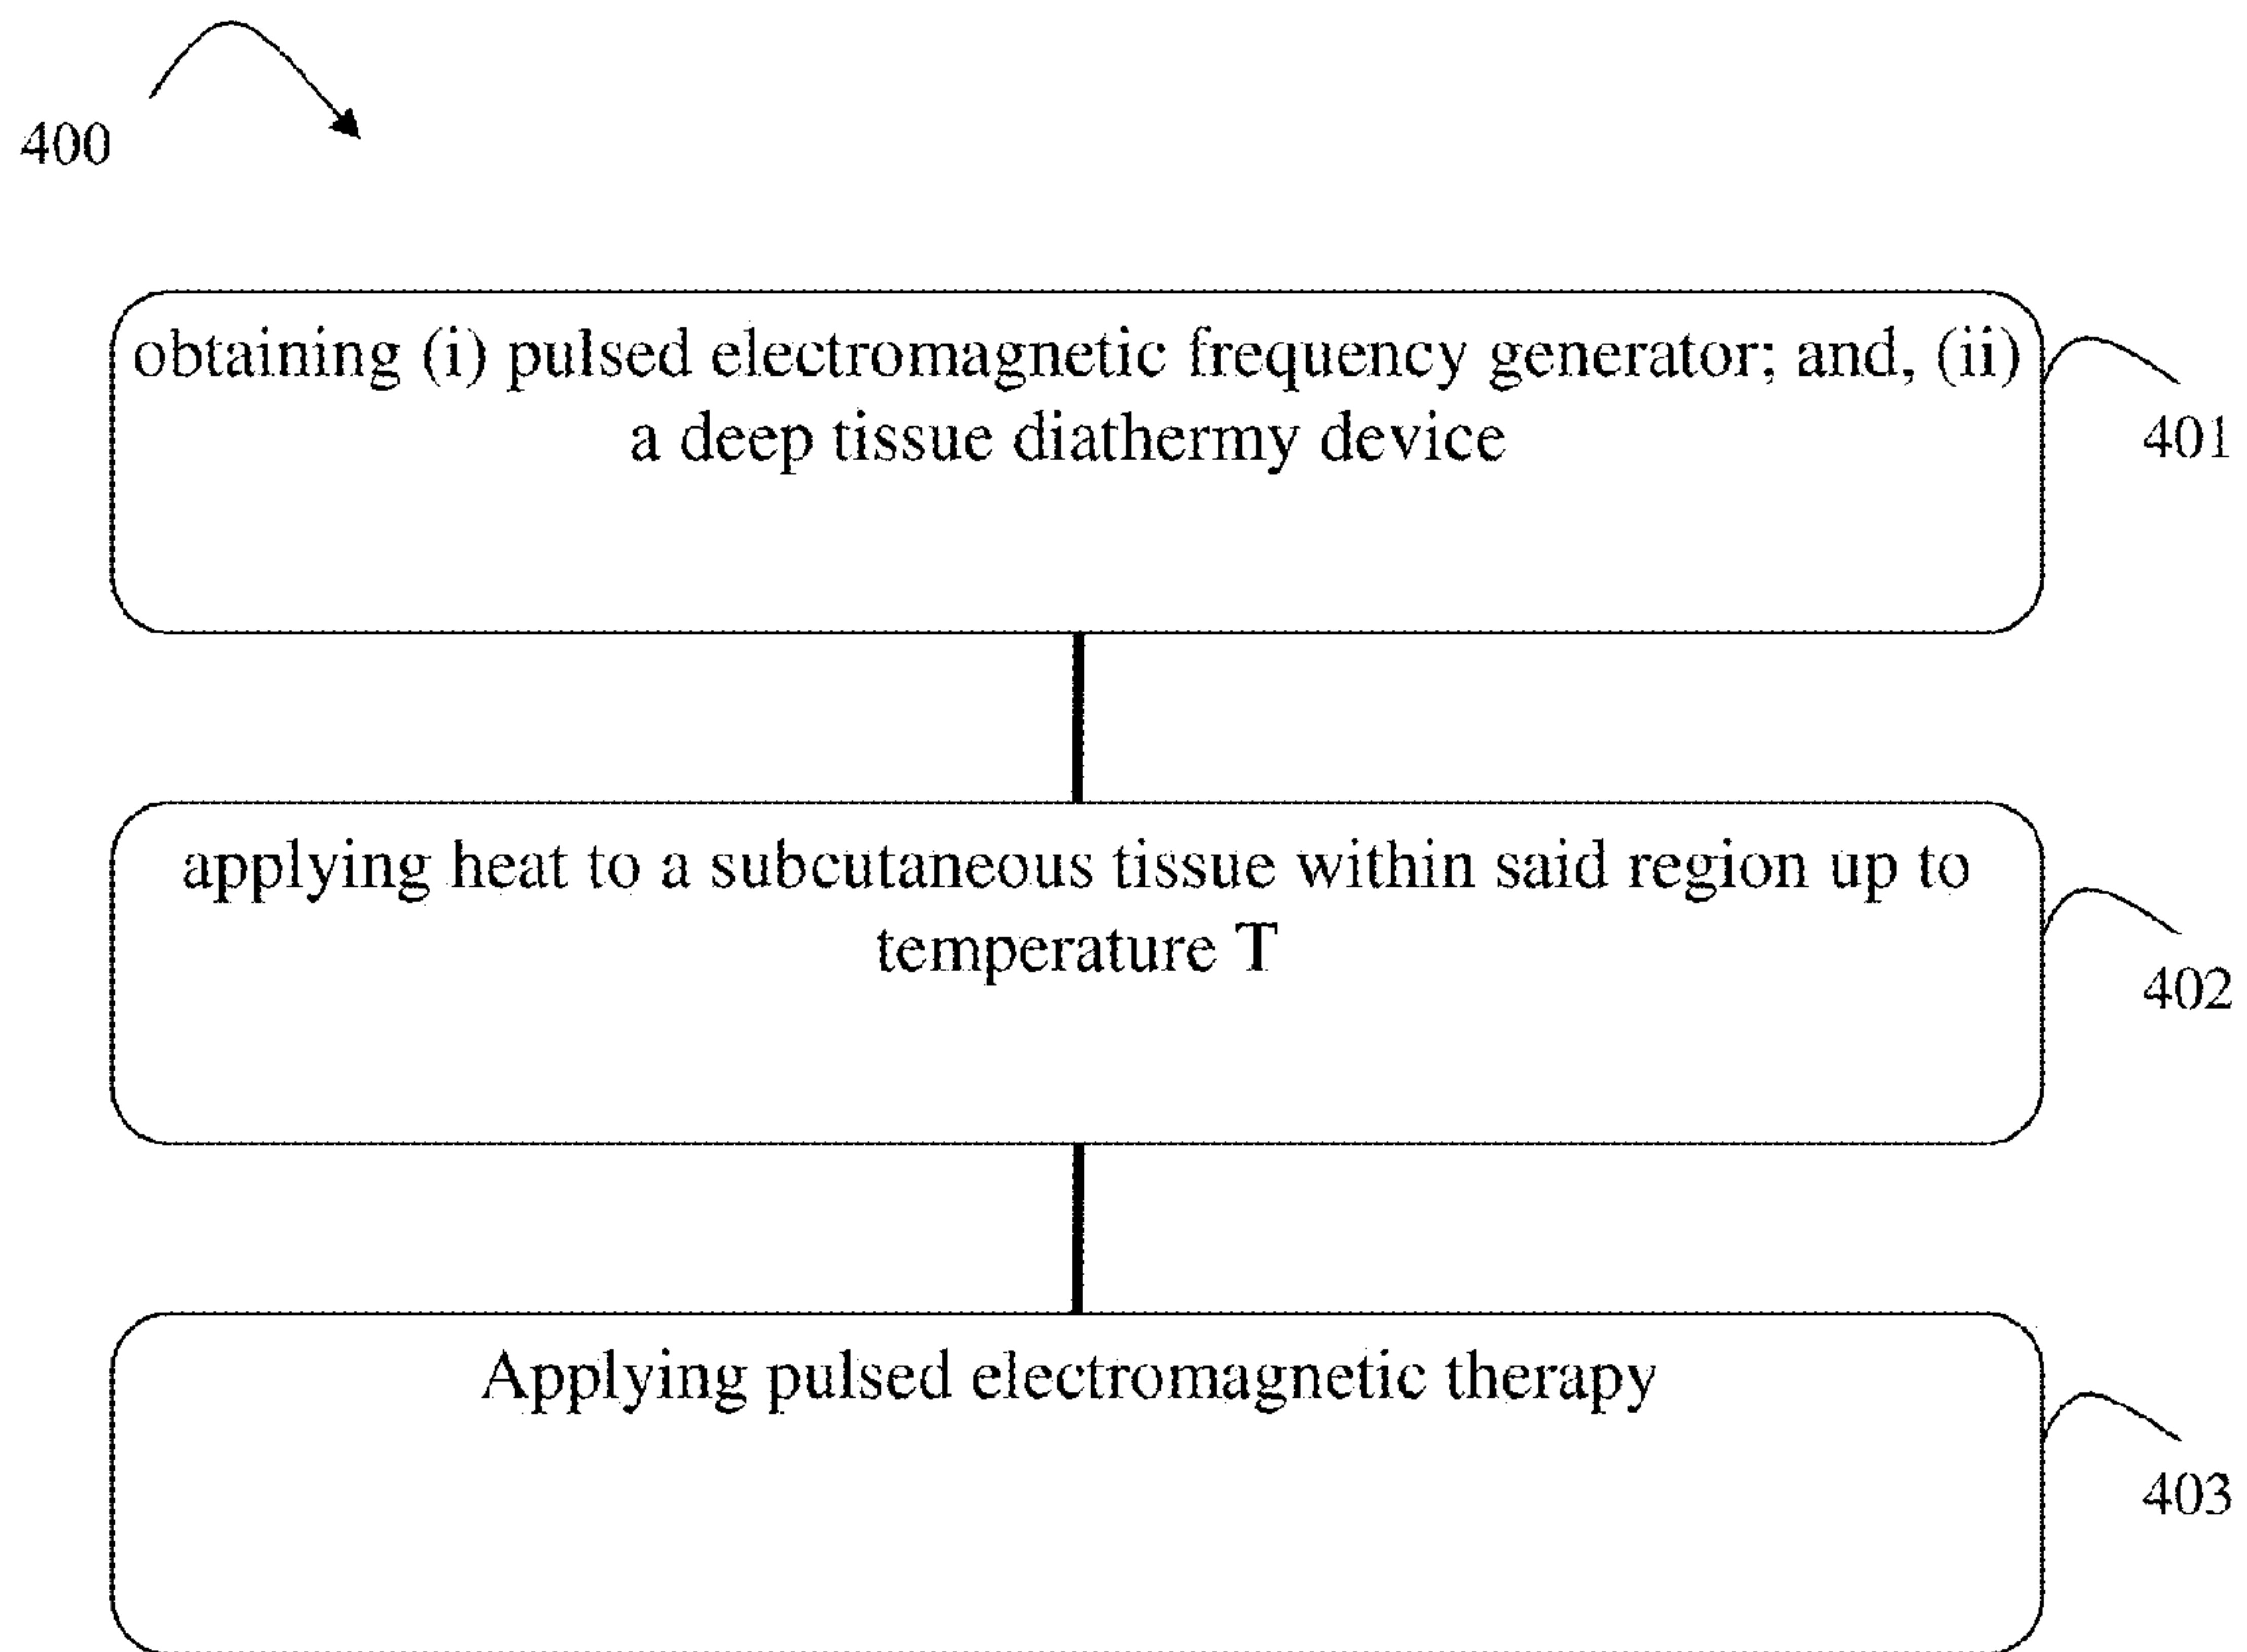 400
obtaining (i) pulsed electromagnetic frequency generator; and, (ii)
a deep tissue diathermy device
401
applying heat to a subcutaneous tissue within said region up to
temperature T
402
Applying pulsed electromagnetic therapy
403